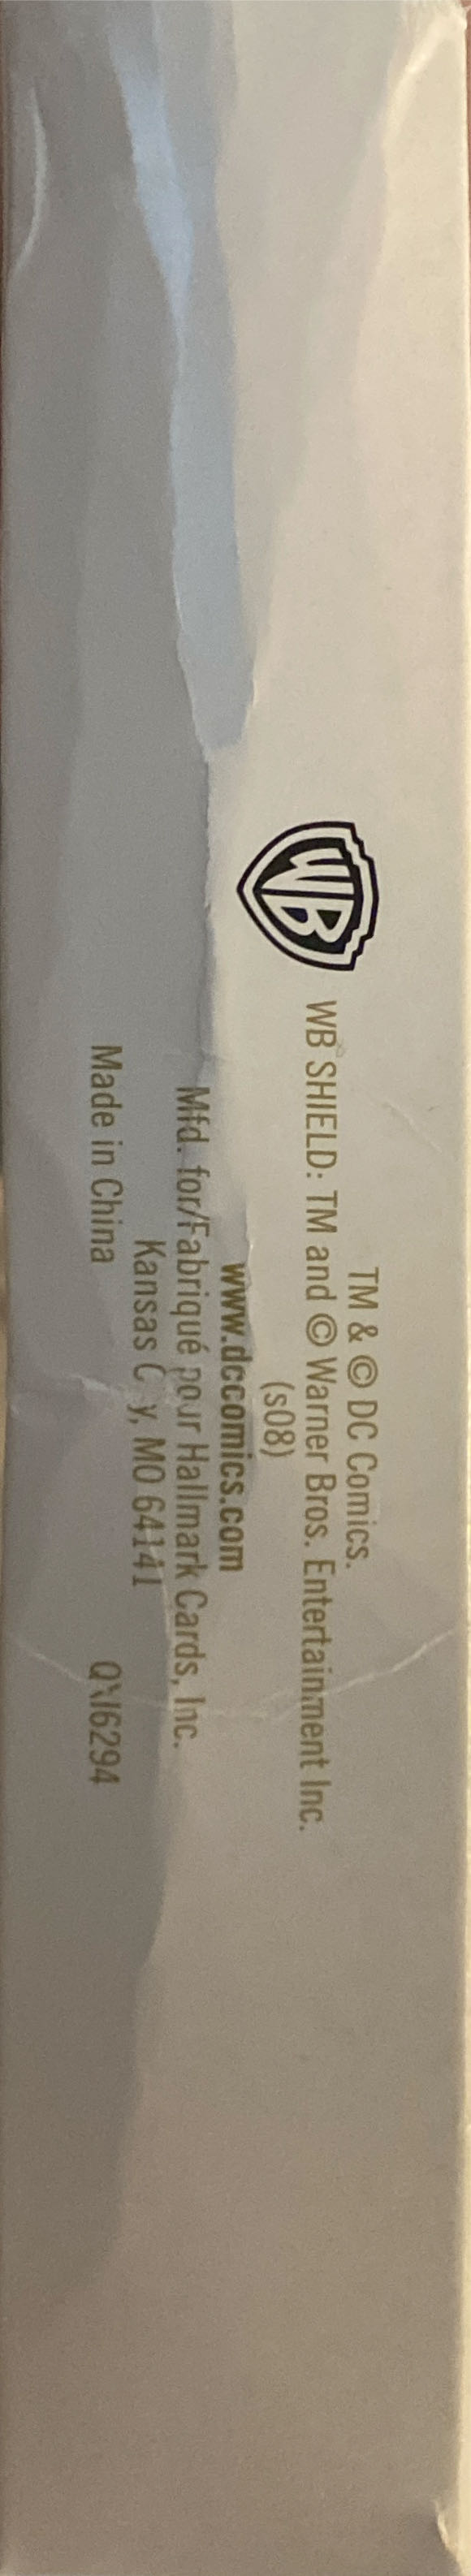 WB
TM & © DC Comics.
WB SHIELD: TM and © Warner Bros. Entertainment Inc.
(s08)
www.dccomics.com
Mfd. for/Fabriqué pour Hallmark Cards, Inc.
Kansas C y, MO 64141
Made in China QXI6294